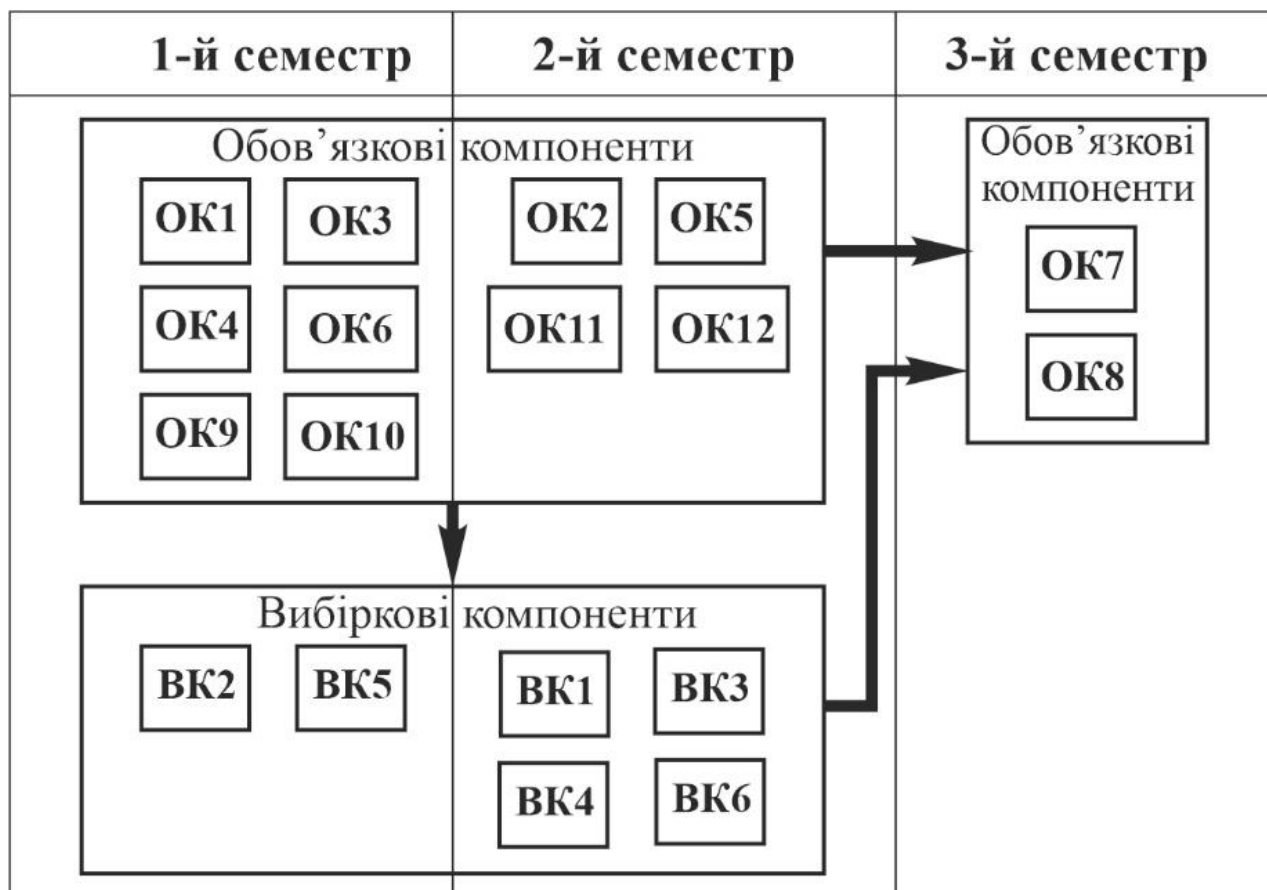 1-й семестр 2-й семестр 3-й семестр
Обов’язкові компоненти
ОК1 ОК3 ОК2 ОК5
ОК4 ОК6 ОК11 ОК12
ОК9 ОК10
Обов’язкові
компоненти
ОК7
ОК8
Вибіркові компоненти
ВК2 ВК5 ВК1 ВК3
ВК4 ВК6